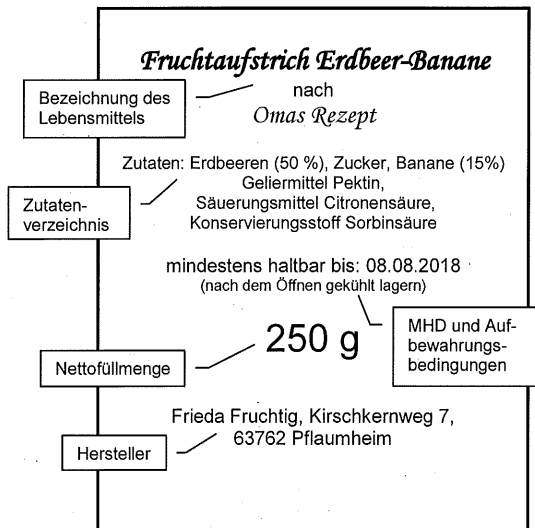 Fruchtaufstrich Erdbeer-Banane
nach
Omas Rezept
Bezeichnung des
Lebensmittels
Zutaten: Erdbeeren (50 %), Zucker, Banane (15%)
Geliermittel Pektin,
Säuerungsmittel Citronensäure,
Konservierungsstoff Sorbinsäure
Zutaten-
verzeichnis
mindestens haltbar bis: 08.08.2018
(nach dem Öffnen gekühlt lagern)
MHD und Auf-
bewahrungs-
bedingungen
250 g
Nettofüllmenge
Frieda Fruchtig, Kirschkernweg 7,
63762 Pflaumheim
Hersteller